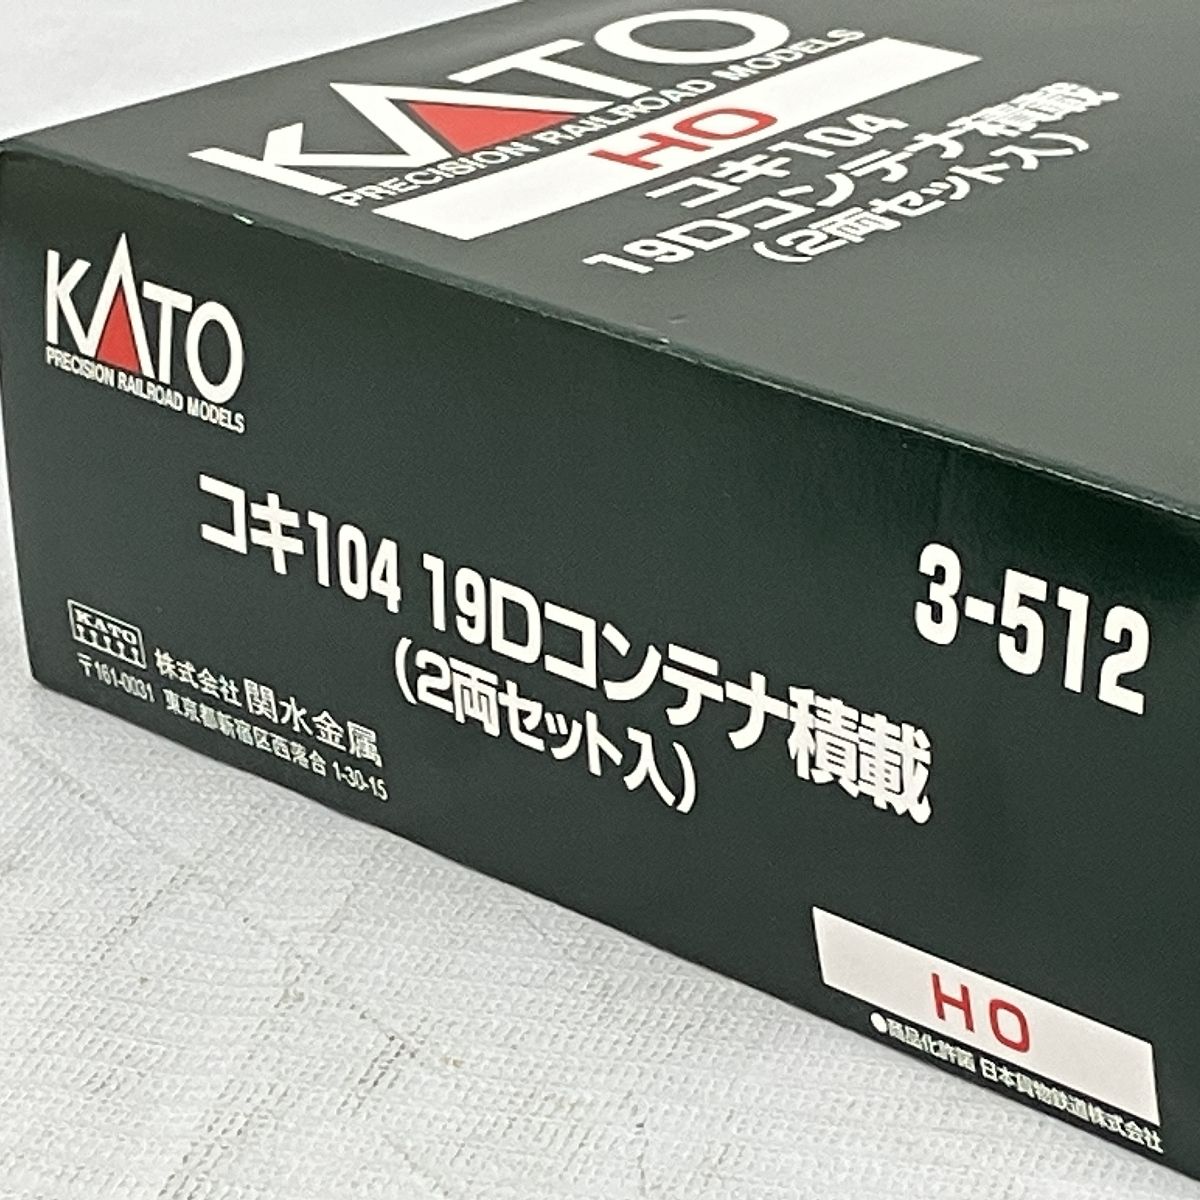 KATO
PRECISION RAILROAD MODELS
HO
コキ104
19Dコンテナ積載
(2両セット入)
KATO
PRECISION RAILROAD MODELS
コキ104 19Dコンテナ積載
(2両セット入)
3-512
KATO
株式会社 関水金属
〒161-0031 東京都新宿区西落合 1-30-15
HO
●商品化許諾 日本貨物鉄道株式会社